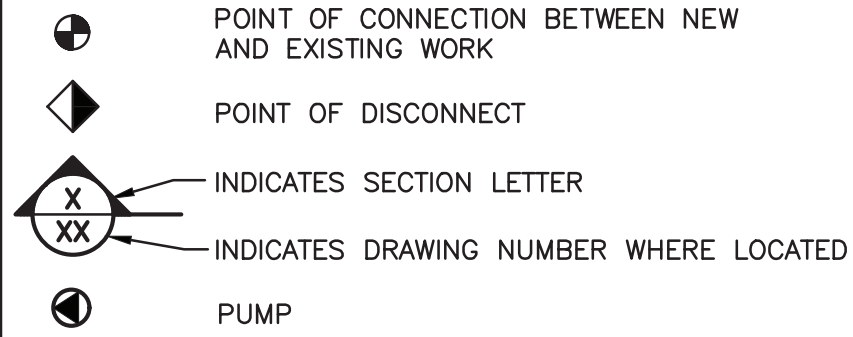 POINT OF CONNECTION BETWEEN NEW
AND EXISTING WORK
POINT OF DISCONNECT
INDICATES SECTION LETTER
X
XX
INDICATES DRAWING NUMBER WHERE LOCATED
PUMP